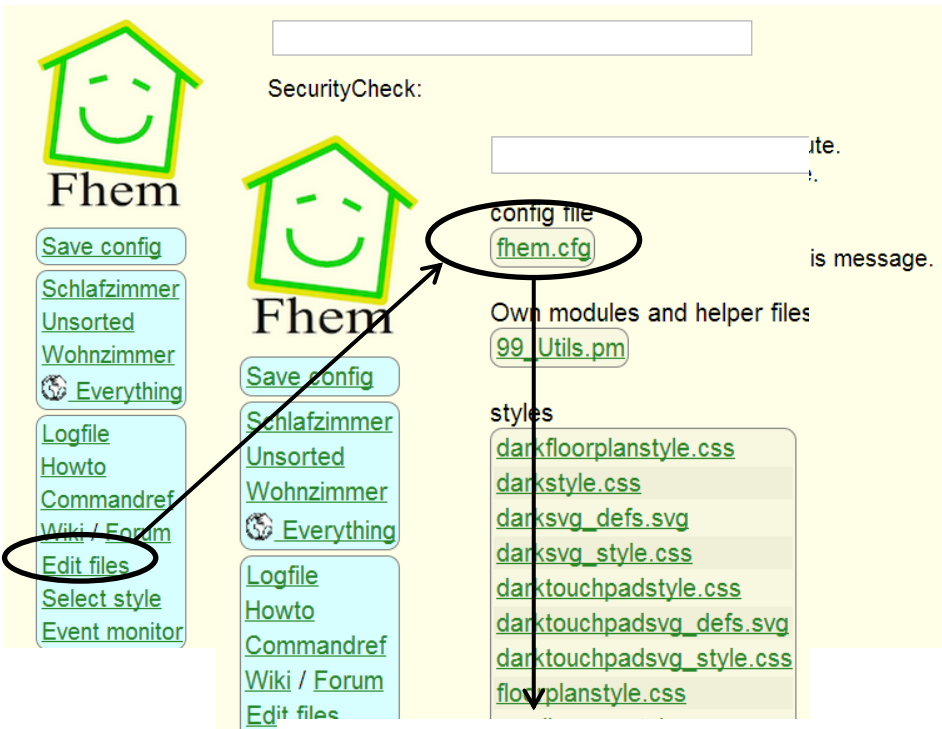 SecurityCheck:
Fhem
Save config
Schlafzimmer
Unsorted
Wohnzimmer
Everything
Logfile
Howto
Commandref
Wiki / Forum
Edit files
Select style
Event monitor
is message.
Fhem
Save config
Schlafzimmer
Unsorted
Wohnzimmer
Everything
Logfile
Howto
Commandref
Wiki / Forum
Edit files
config file
fhem.cfg
Own modules and helper files
99_Utils.pm
styles
darkfloorplanstyle.css
darkstyle.css
darksvg_defs.svg
darksvg_style.css
darktouchpadstyle.css
darktouchpadsvg_defs.svg
darktouchpadsvg_style.css
floorplanstyle.css